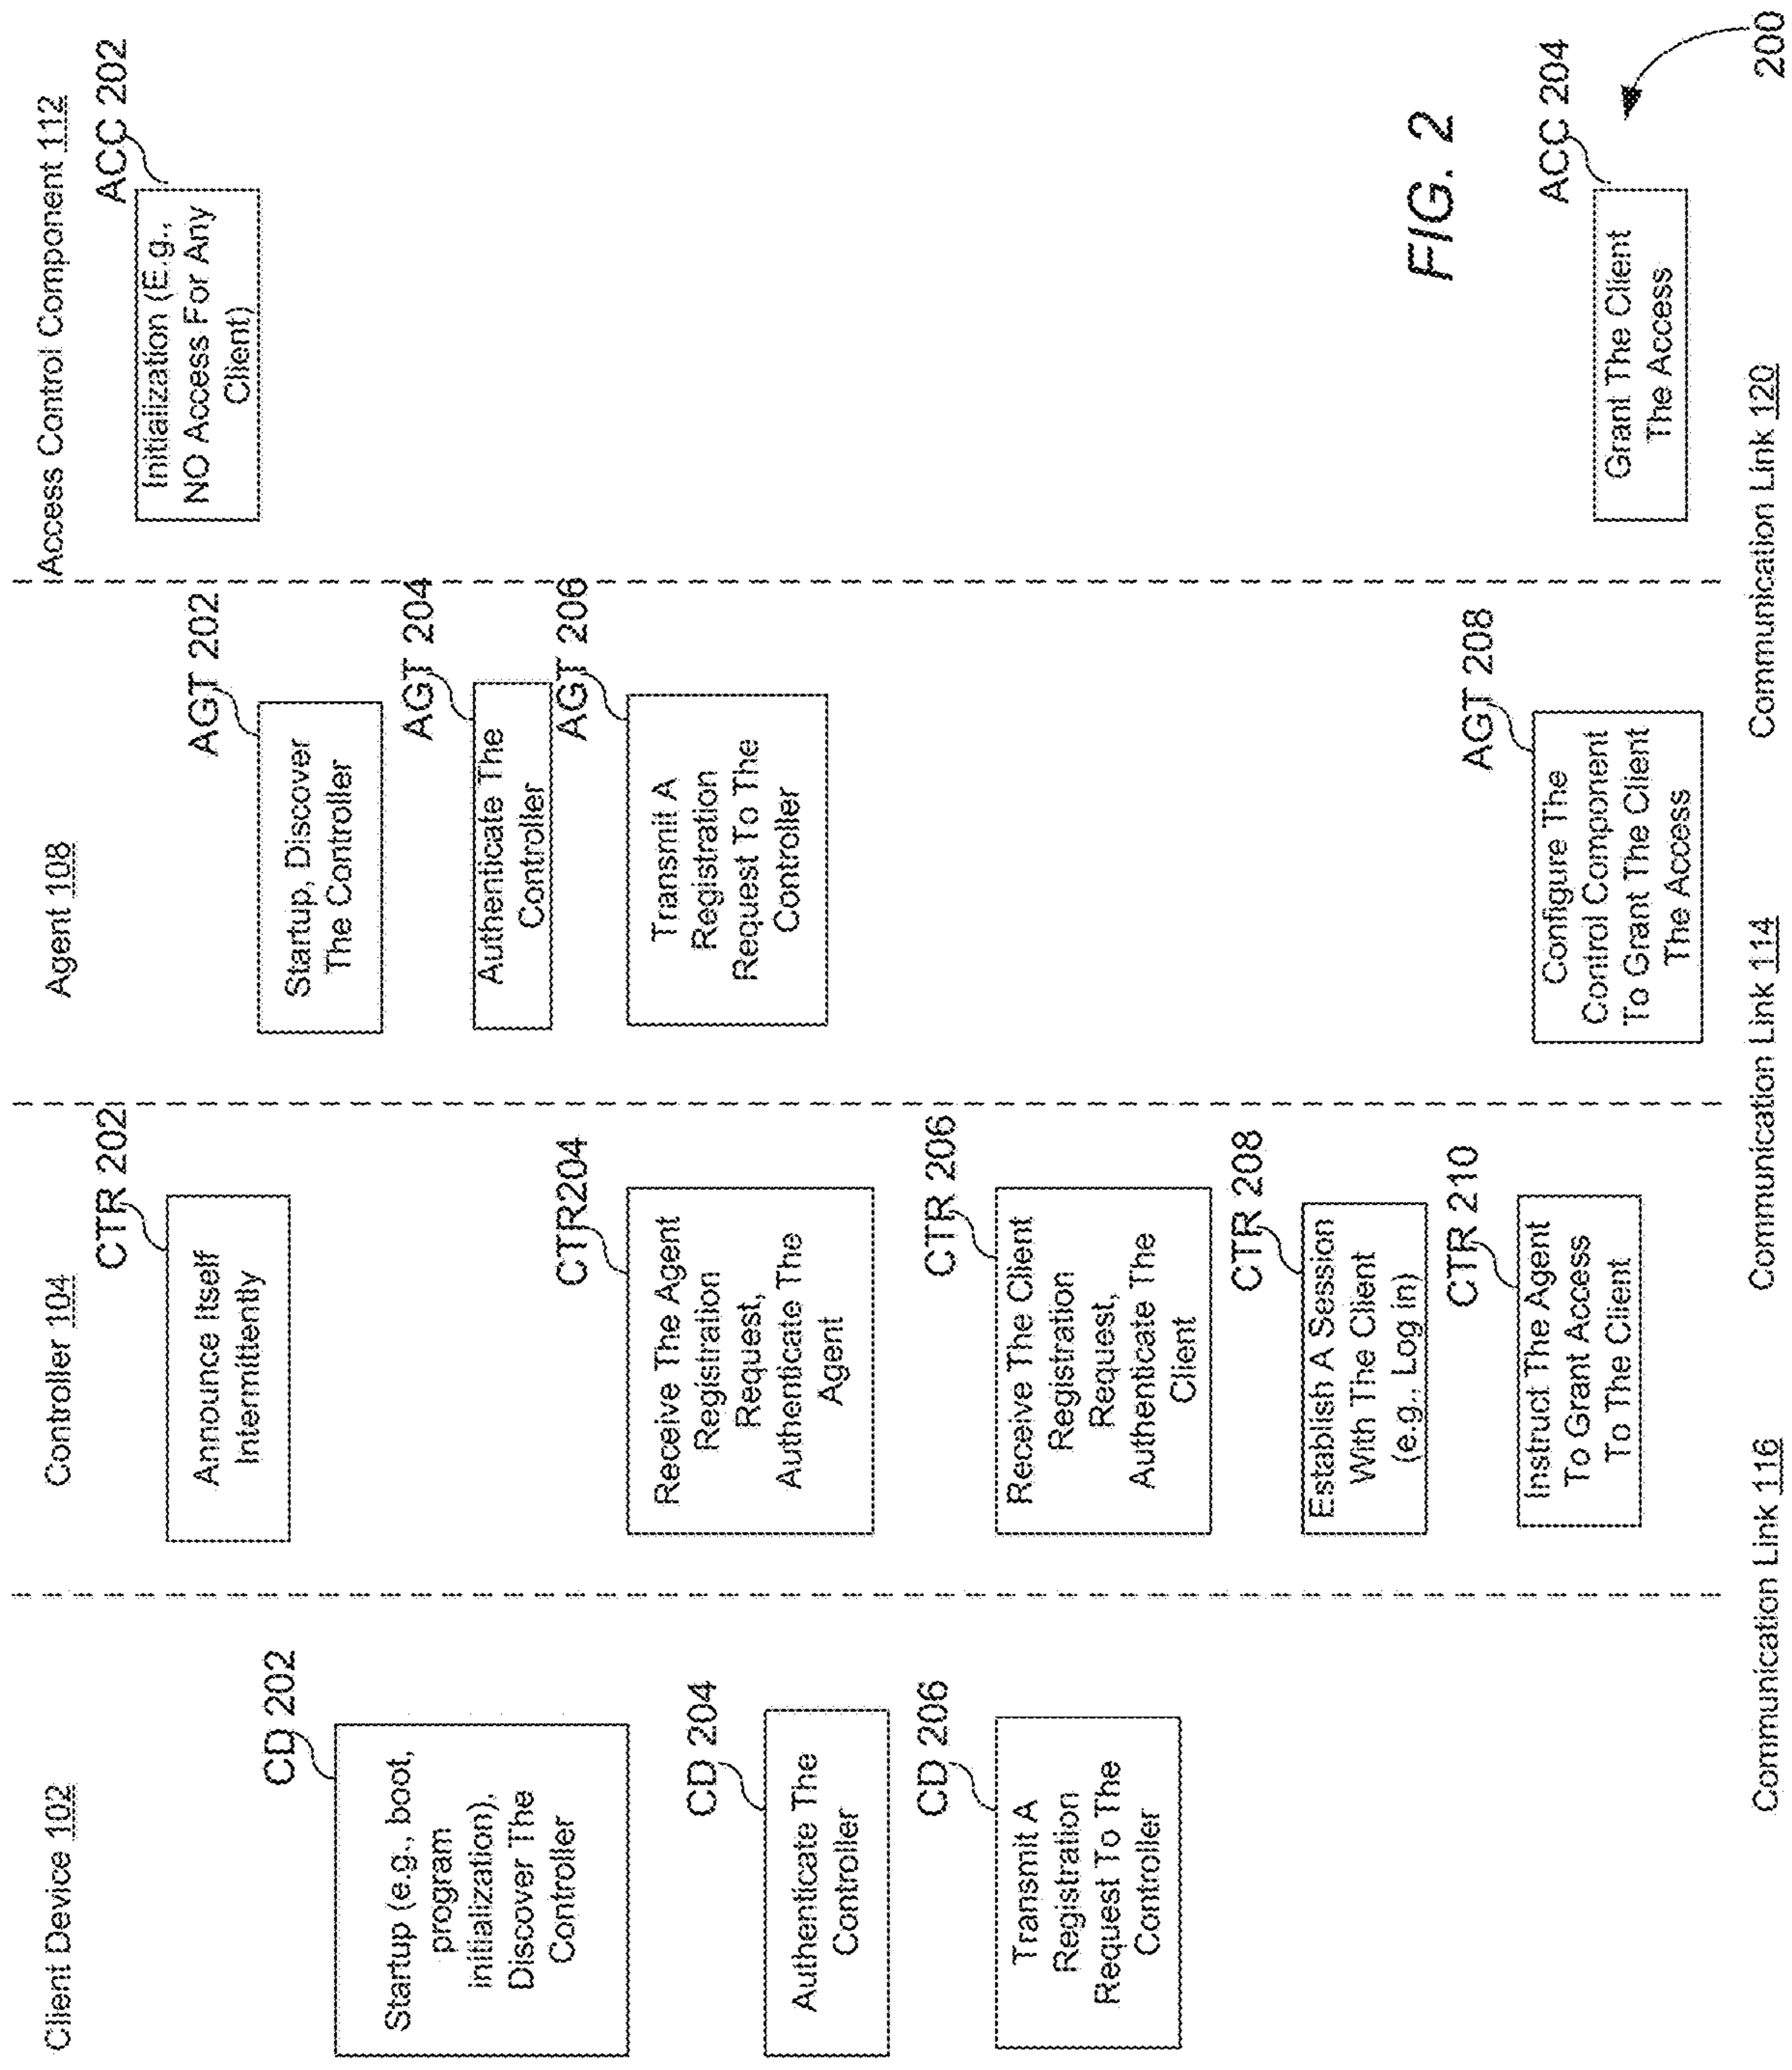 Client Device 102
CD 202
Startup (e.g., boot,
program
initialization),
Discover The
Controller
CD 204
Authenticate The
Controller
CD 206
Transmit A
Registration
Request To The
Controller
Controller 104
CTR 202
Announce Itself
Intermittently
CTR204
Receive The Agent
Registration
Request,
Authenticate The
Agent
CTR 206
Receive The Client
Registration
Request,
Authenticate The
Client
CTR 208
Establish A Session
With The Client
(e.g., Log in)
CTR 210
Instruct The Agent
To Grant Access
To The Client
Agent 108
AGT 202
Startup, Discover
The Controller
AGT 204
Authenticate The
Controller
AGT 206
Transmit A
Registration
Request To The
Controller
AGT 208
Configure The
Control Component
To Grant The Client
The Access
Access Control Component 112
ACC 202
Initialization (E.g.,
NO Access For Any
Client)
FIG. 2
ACC 204
Grant The Client
The Access
Communication Link 116
Communication Link 114
Communication Link 120
200